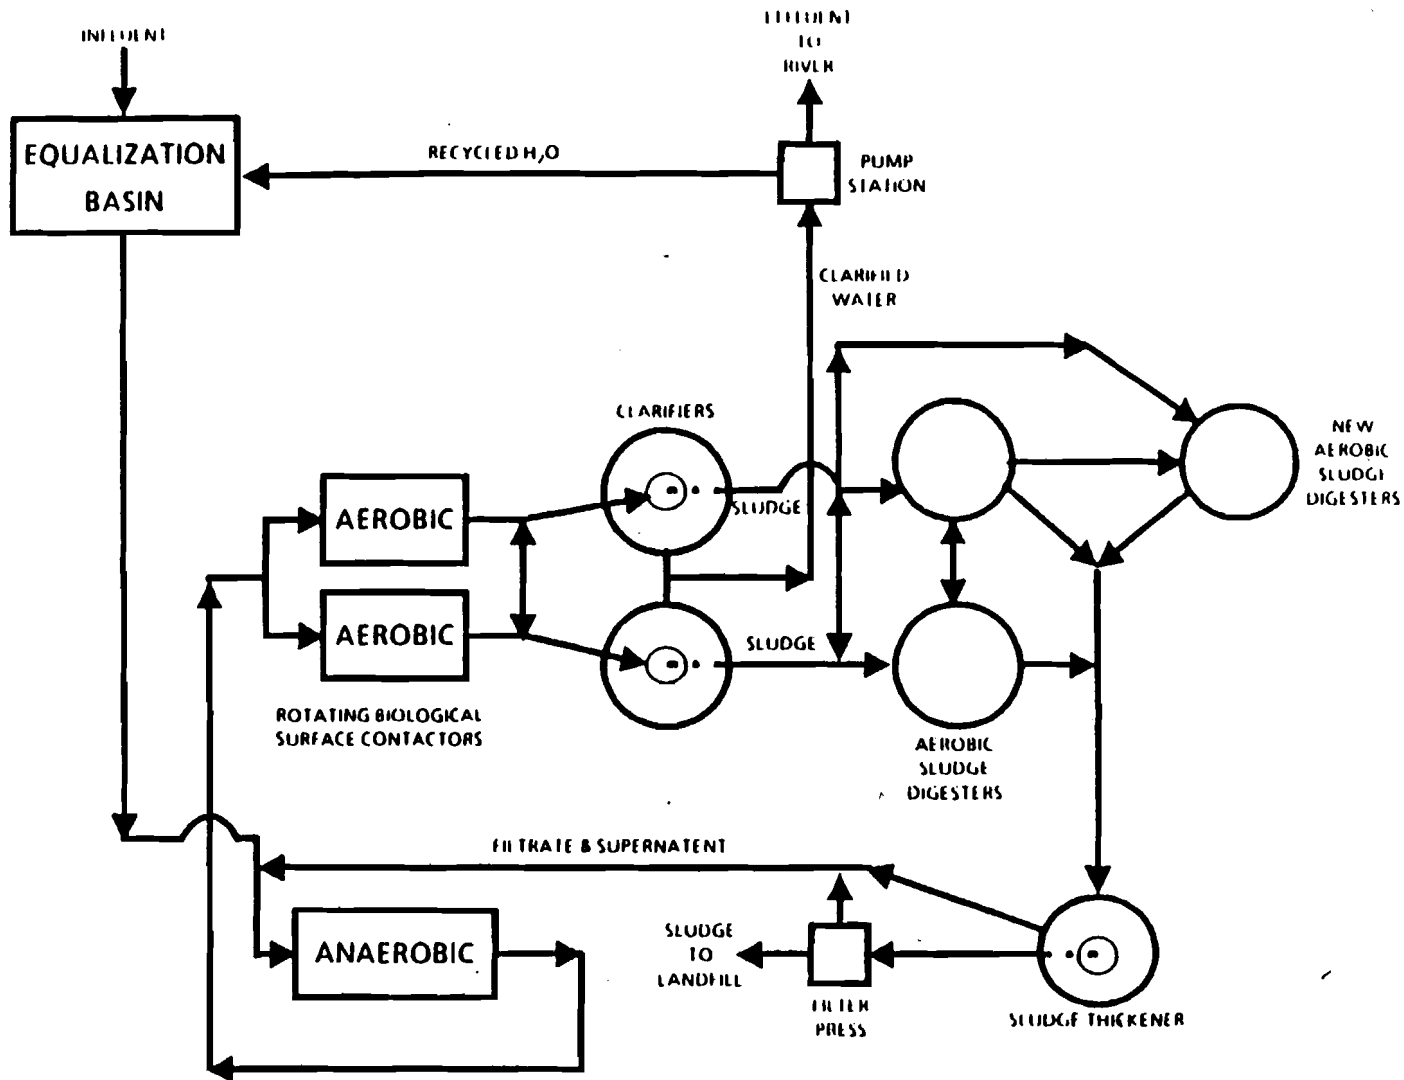 INFLUENT
EFFLUENT
TO
RIVER
EQUALIZATION
BASIN
RECYCLED H₂O
PUMP
STATION
CLARIFIED
WATER
CLARIFIERS
NEW
AEROBIC
SLUDGE
DIGESTERS
AEROBIC
SLUDGE
AEROBIC
SLUDGE
ROTATING BIOLOGICAL
SURFACE CONTACTORS
AEROBIC
SLUDGE
DIGESTERS
FILTRATE & SUPERNATENT
ANAEROBIC
SLUDGE
TO
LANDFILL
FILTER
PRESS
SLUDGE THICKENER